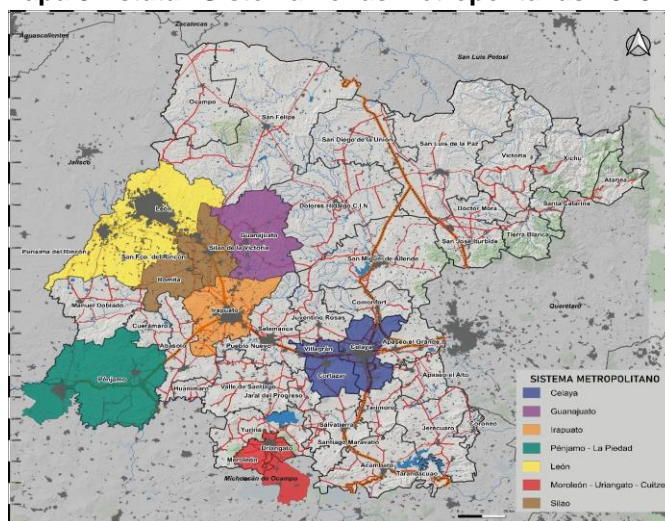 Zacatecas
Aguascalientes
San Luis Potosí
Ocampo
San Felipe
San Diego de la Unión
San Luis de la Paz
Victoria
Xichú
Atarjea
Jalisco
León
Dolores Hidalgo C.I.N.
Doctor Mora
Santa Catarina
Guanajuato
Tierra Blanca
San José Iturbide
San Fco. del Rincón
Silao de la Victoria
Purísima del Rincón
San Miguel de Allende
Romita
Manuel Doblado
Irapuato
Comonfort
Querétaro
Cuerámaro
Juventino Rosas
Salamanca
Abasolo
Pueblo Nuevo
Villagrán
Celaya
Apaseo el Grande
Pénjamo
Cortazar
Apaseo el Alto
Huanímaro
Valle de Santiago
Jaral del Progreso
Tarimoro
Salvatierra
Jerécuaro
Coroneo
Yuriria
Santiago Maravatío
Uriangato
Moroleón
Acámbaro
Tarandacuao
Michoacán de Ocampo
SISTEMA METROPOLITANO
Celaya
Guanajuato
Irapuato
Pénjamo - La Piedad
León
Moroleón - Uriangato - Cuitzeo
Silao